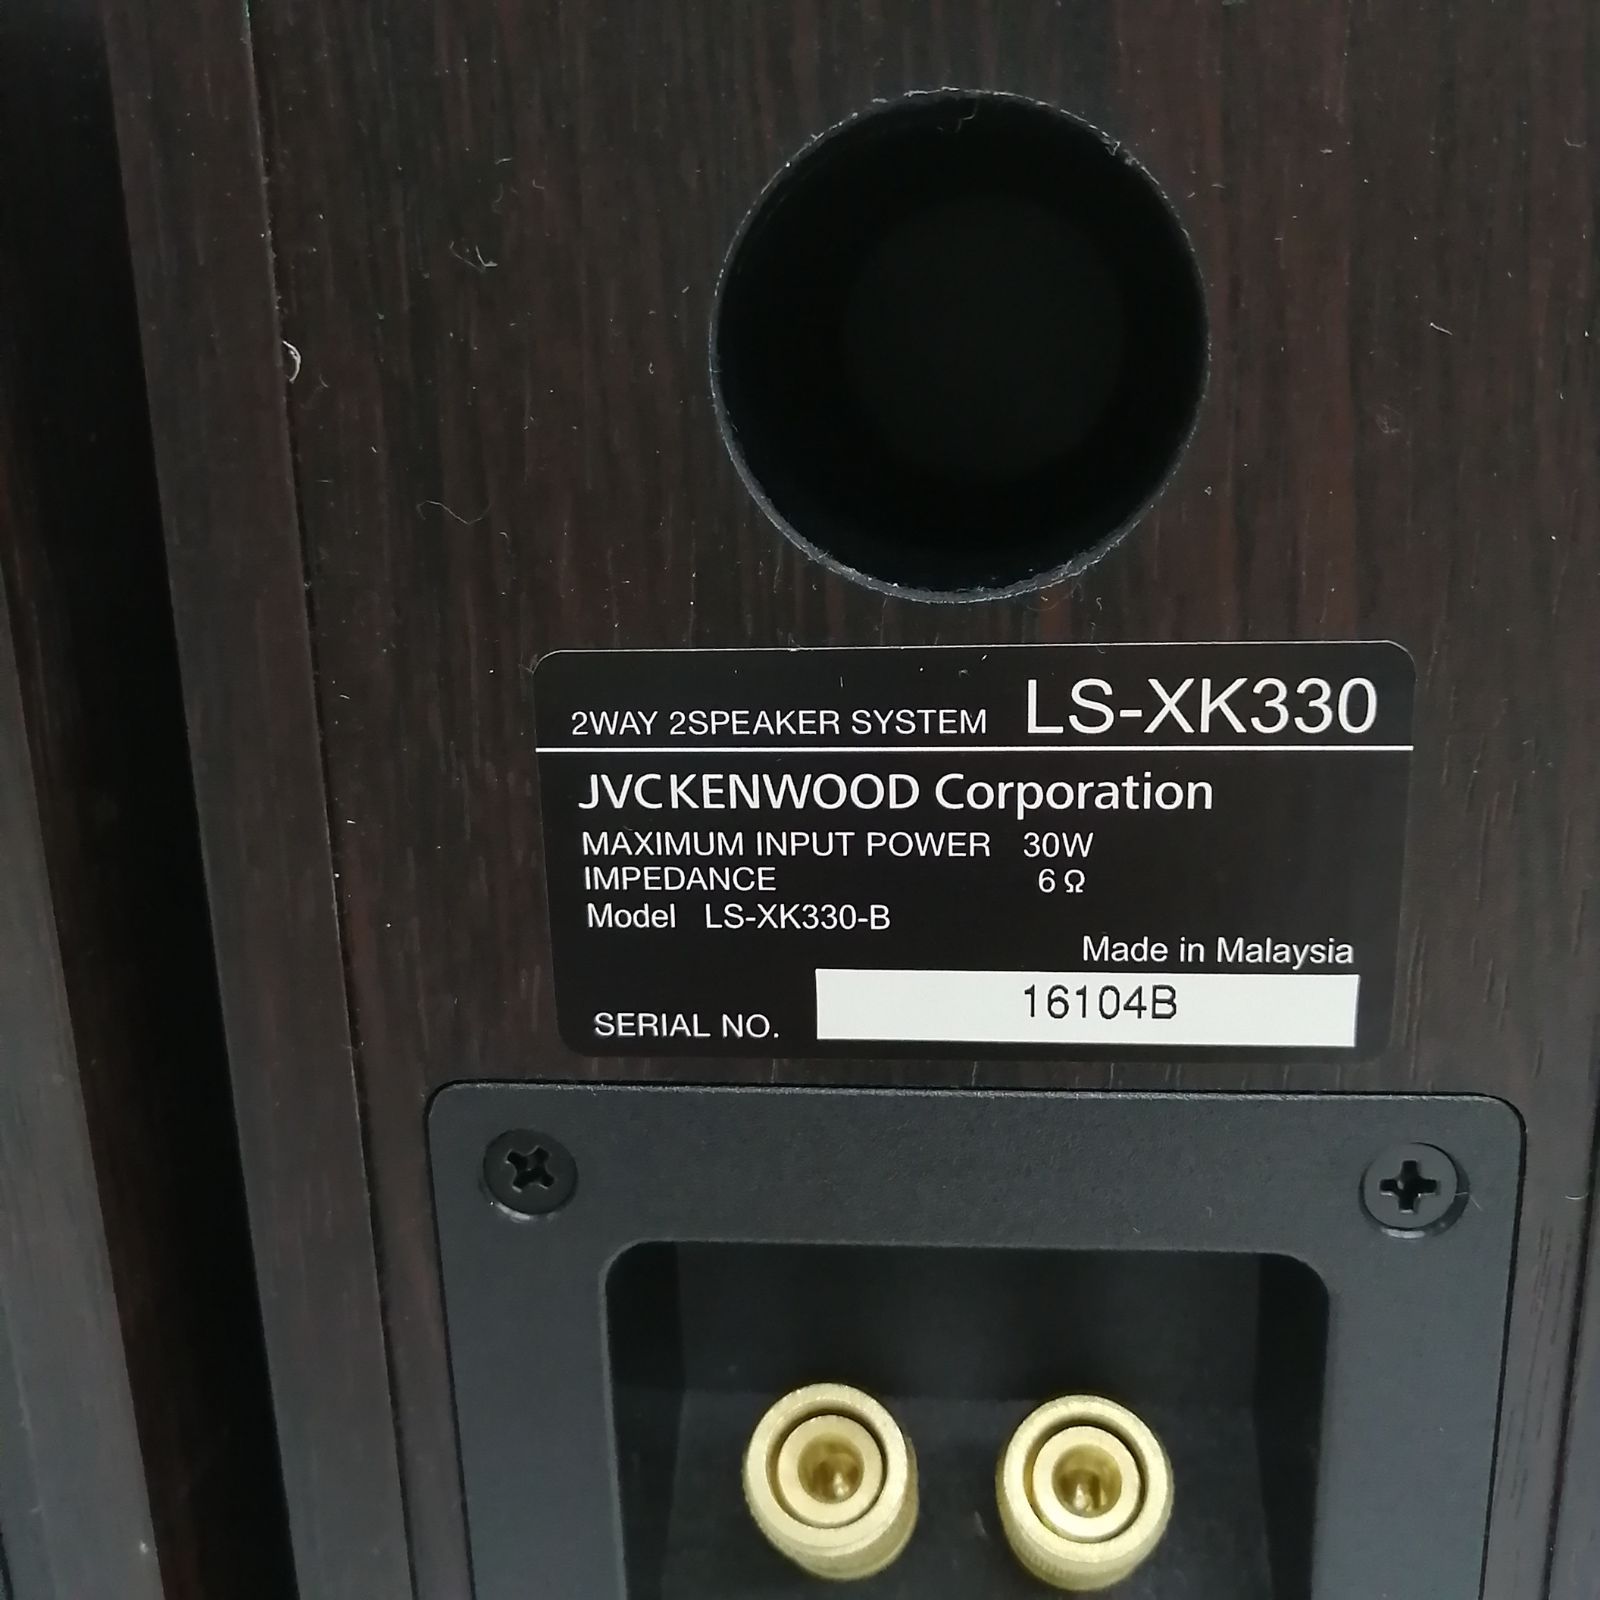 2WAY 2SPEAKER SYSTEM LS-XK330
JVCKENWOOD Corporation
MAXIMUM INPUT POWER 30W
IMPEDANCE 6Ω
Model LS-XK330-B
Made in Malaysia
SERIAL NO. 16104B